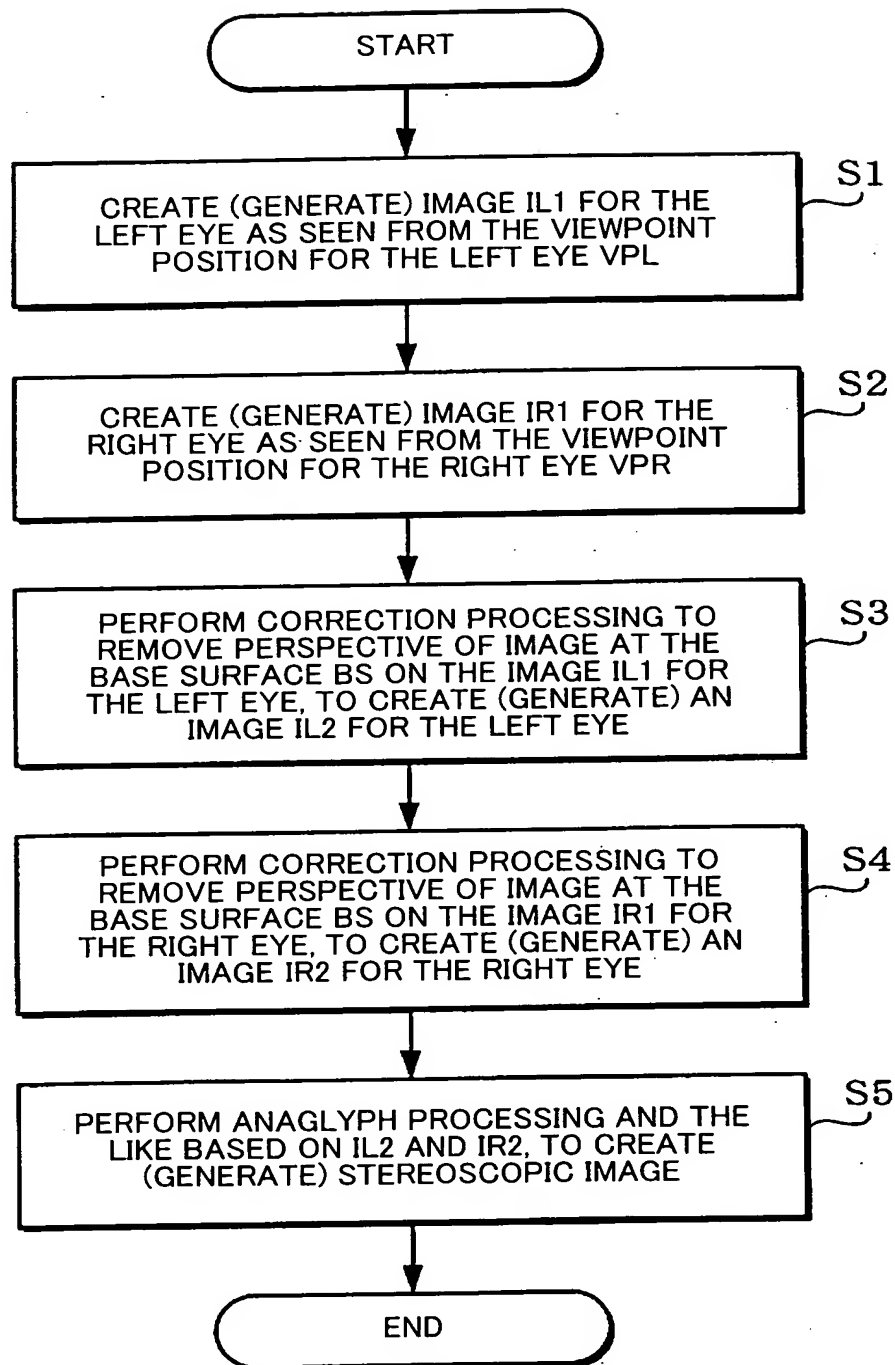 START
S1
CREATE (GENERATE) IMAGE IL1 FOR THE
LEFT EYE AS SEEN FROM THE VIEWPOINT
POSITION FOR THE LEFT EYE VPL
S2
CREATE (GENERATE) IMAGE IR1 FOR THE
RIGHT EYE AS SEEN FROM THE VIEWPOINT
POSITION FOR THE RIGHT EYE VPR
S3
PERFORM CORRECTION PROCESSING TO
REMOVE PERSPECTIVE OF IMAGE AT THE
BASE SURFACE BS ON THE IMAGE IL1 FOR
THE LEFT EYE, TO CREATE (GENERATE) AN
IMAGE IL2 FOR THE LEFT EYE
S4
PERFORM CORRECTION PROCESSING TO
REMOVE PERSPECTIVE OF IMAGE AT THE
BASE SURFACE BS ON THE IMAGE IR1 FOR
THE RIGHT EYE, TO CREATE (GENERATE) AN
IMAGE IR2 FOR THE RIGHT EYE
S5
PERFORM ANAGLYPH PROCESSING AND THE
LIKE BASED ON IL2 AND IR2, TO CREATE
(GENERATE) STEREOSCOPIC IMAGE
END